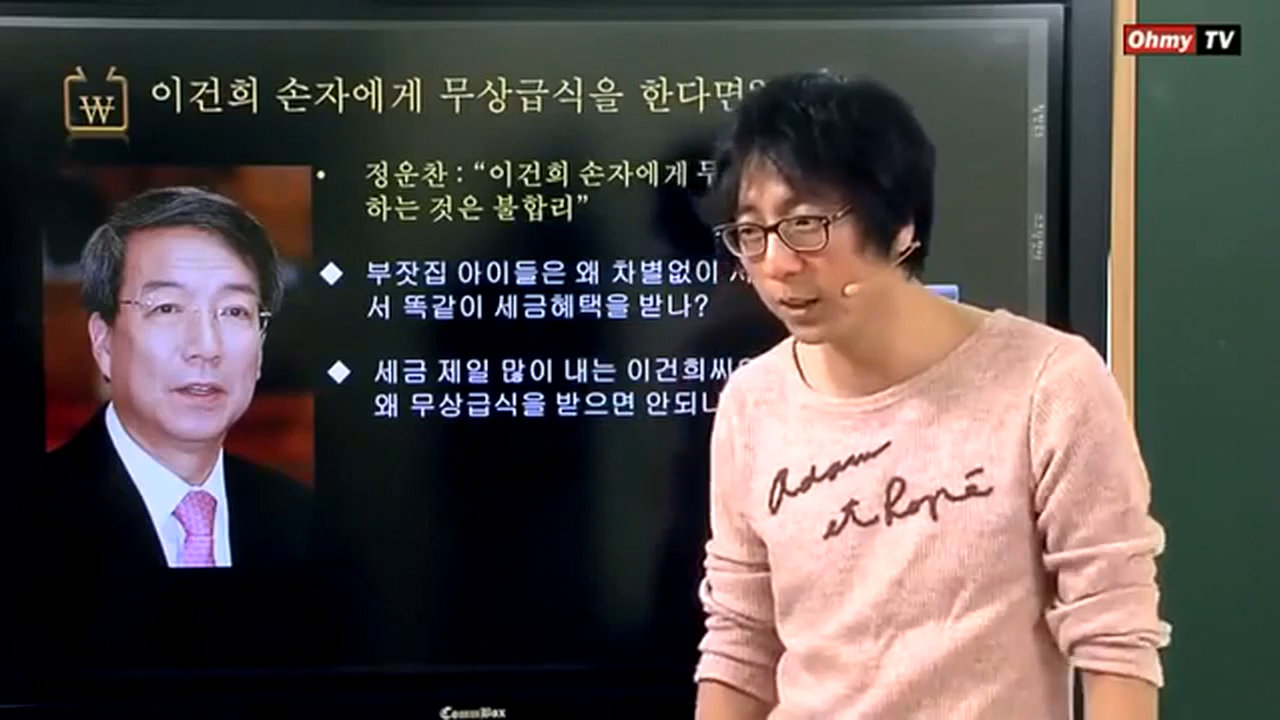 Ohmy TV
₩
이건희 손자에게 무상급식을 한다면?
• 정운찬 : “이건희 손자에게
하는 것은 불합리”
◆ 부잣집 아이들은 왜 차별없이
서 똑같이 세금혜택을 받나?
◆ 세금 제일 많이 내는 이건희씨
왜 무상급식을 받으면
Adam
et Ropé
CommBox